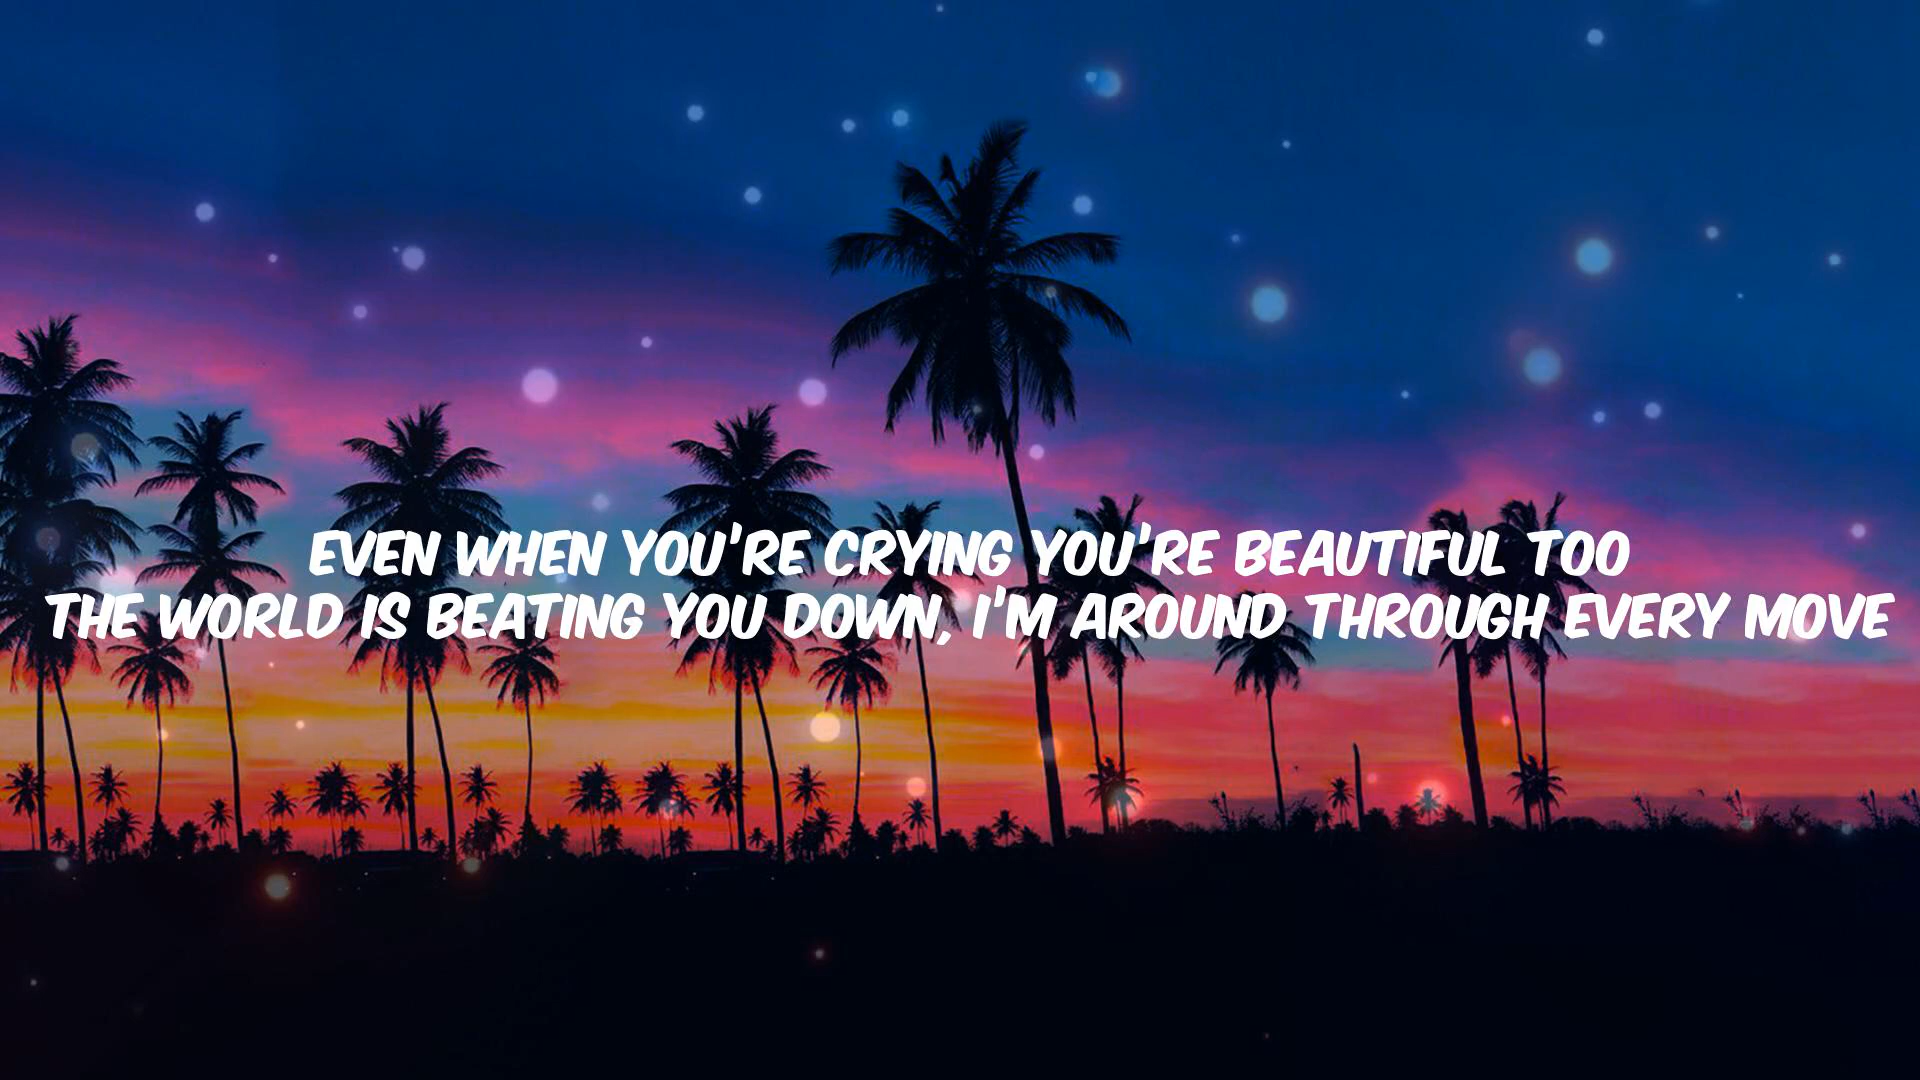 EVEN WHEN YOU'RE CRYING YOU'RE BEAUTIFUL TOO
THE WORLD IS BEATING YOU DOWN, I'M AROUND THROUGH EVERY MOVE